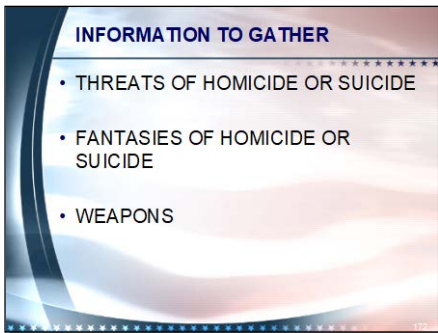 INFORMATION TO GATHER
• THREATS OF HOMICIDE OR SUICIDE
• FANTASIES OF HOMICIDE OR
SUICIDE
• WEAPONS